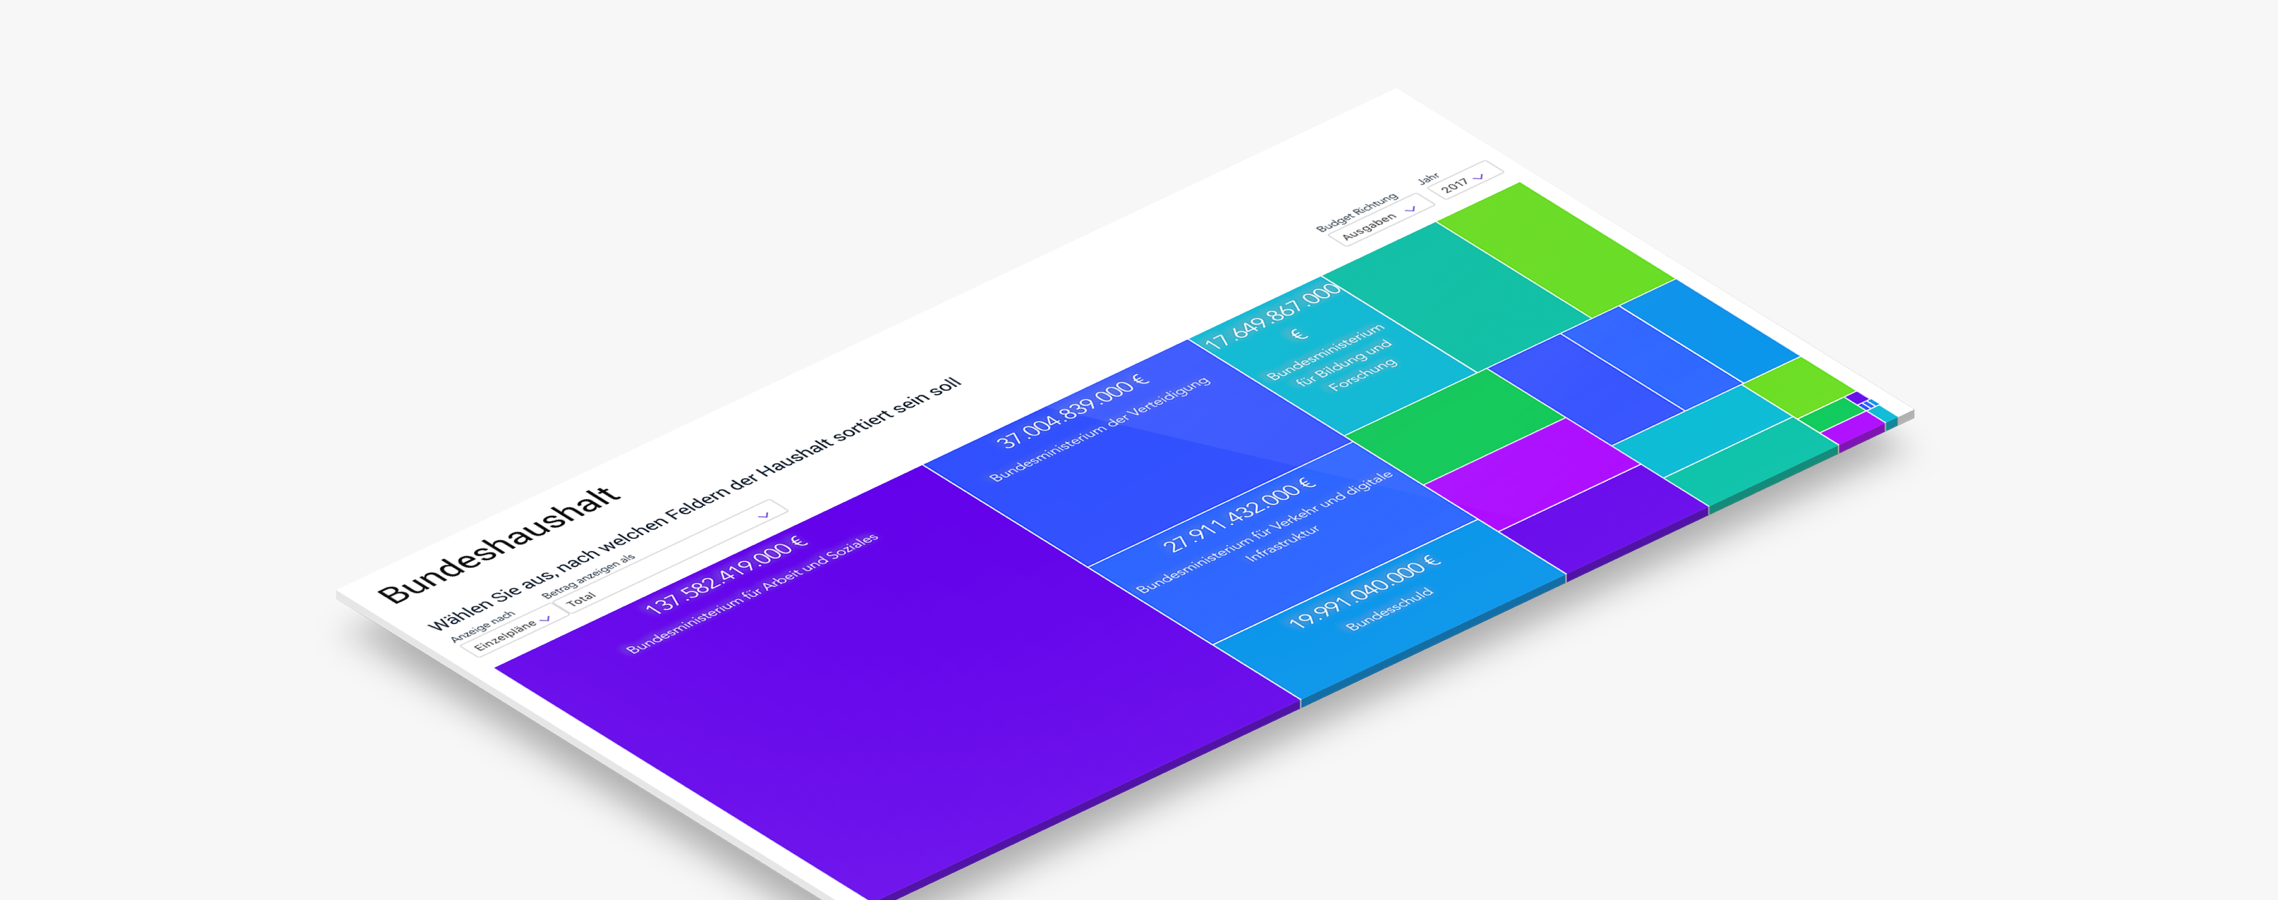 Bundeshaushalt
Wählen Sie aus, nach welchen Feldern der Haushalt sortiert sein soll
Anzeige nach
Einzelpläne
Betrag anzeigen als
Total
Budget Richtung
Ausgaben
Jahr
2017
137.582.419.000 €
Bundesministerium für Arbeit und Soziales
37.004.839.000 €
Bundesministerium der Verteidigung
27.911.432.000 €
Bundesministerium für Verkehr und digitale
Infrastruktur
19.991.040.000 €
Bundesschuld
17.649.867.000
€
Bundesministerium
für Bildung und
Forschung